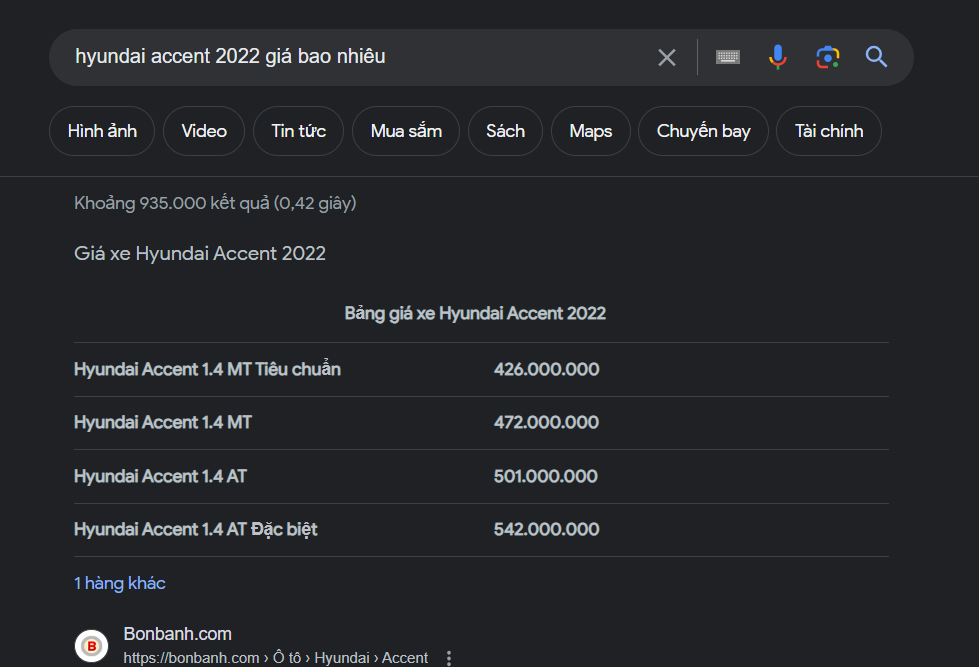 hyundai accent 2022 giá bao nhiêu
Hình ảnh Video Tin tức Mua sắm Sách Maps Chuyến bay Tài chính
Khoảng 935.000 kết quả (0,42 giây)
Giá xe Hyundai Accent 2022
Bảng giá xe Hyundai Accent 2022
Hyundai Accent 1.4 MT Tiêu chuẩn 426.000.000
Hyundai Accent 1.4 MT 472.000.000
Hyundai Accent 1.4 AT 501.000.000
Hyundai Accent 1.4 AT Đặc biệt 542.000.000
1 hàng khác
B Bonbanh.com
https://bonbanh.com › Ô tô › Hyundai › Accent